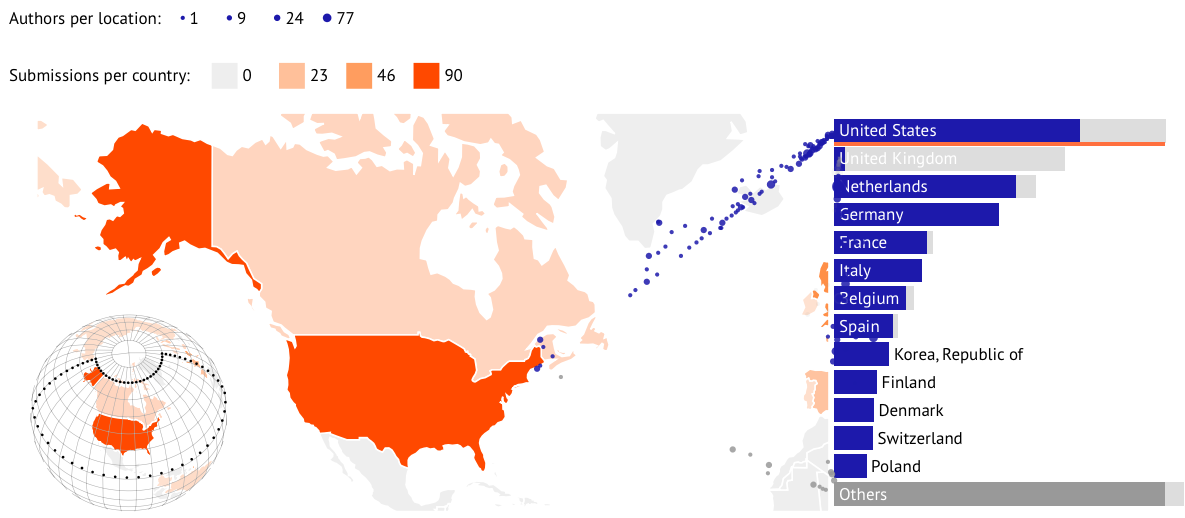 Authors per location: 1 9 24 77
Submissions per country: 0 23 46 90
United States
United Kingdom
Netherlands
Germany
France
Italy
Belgium
Spain
Korea, Republic of
Finland
Denmark
Switzerland
Poland
Others